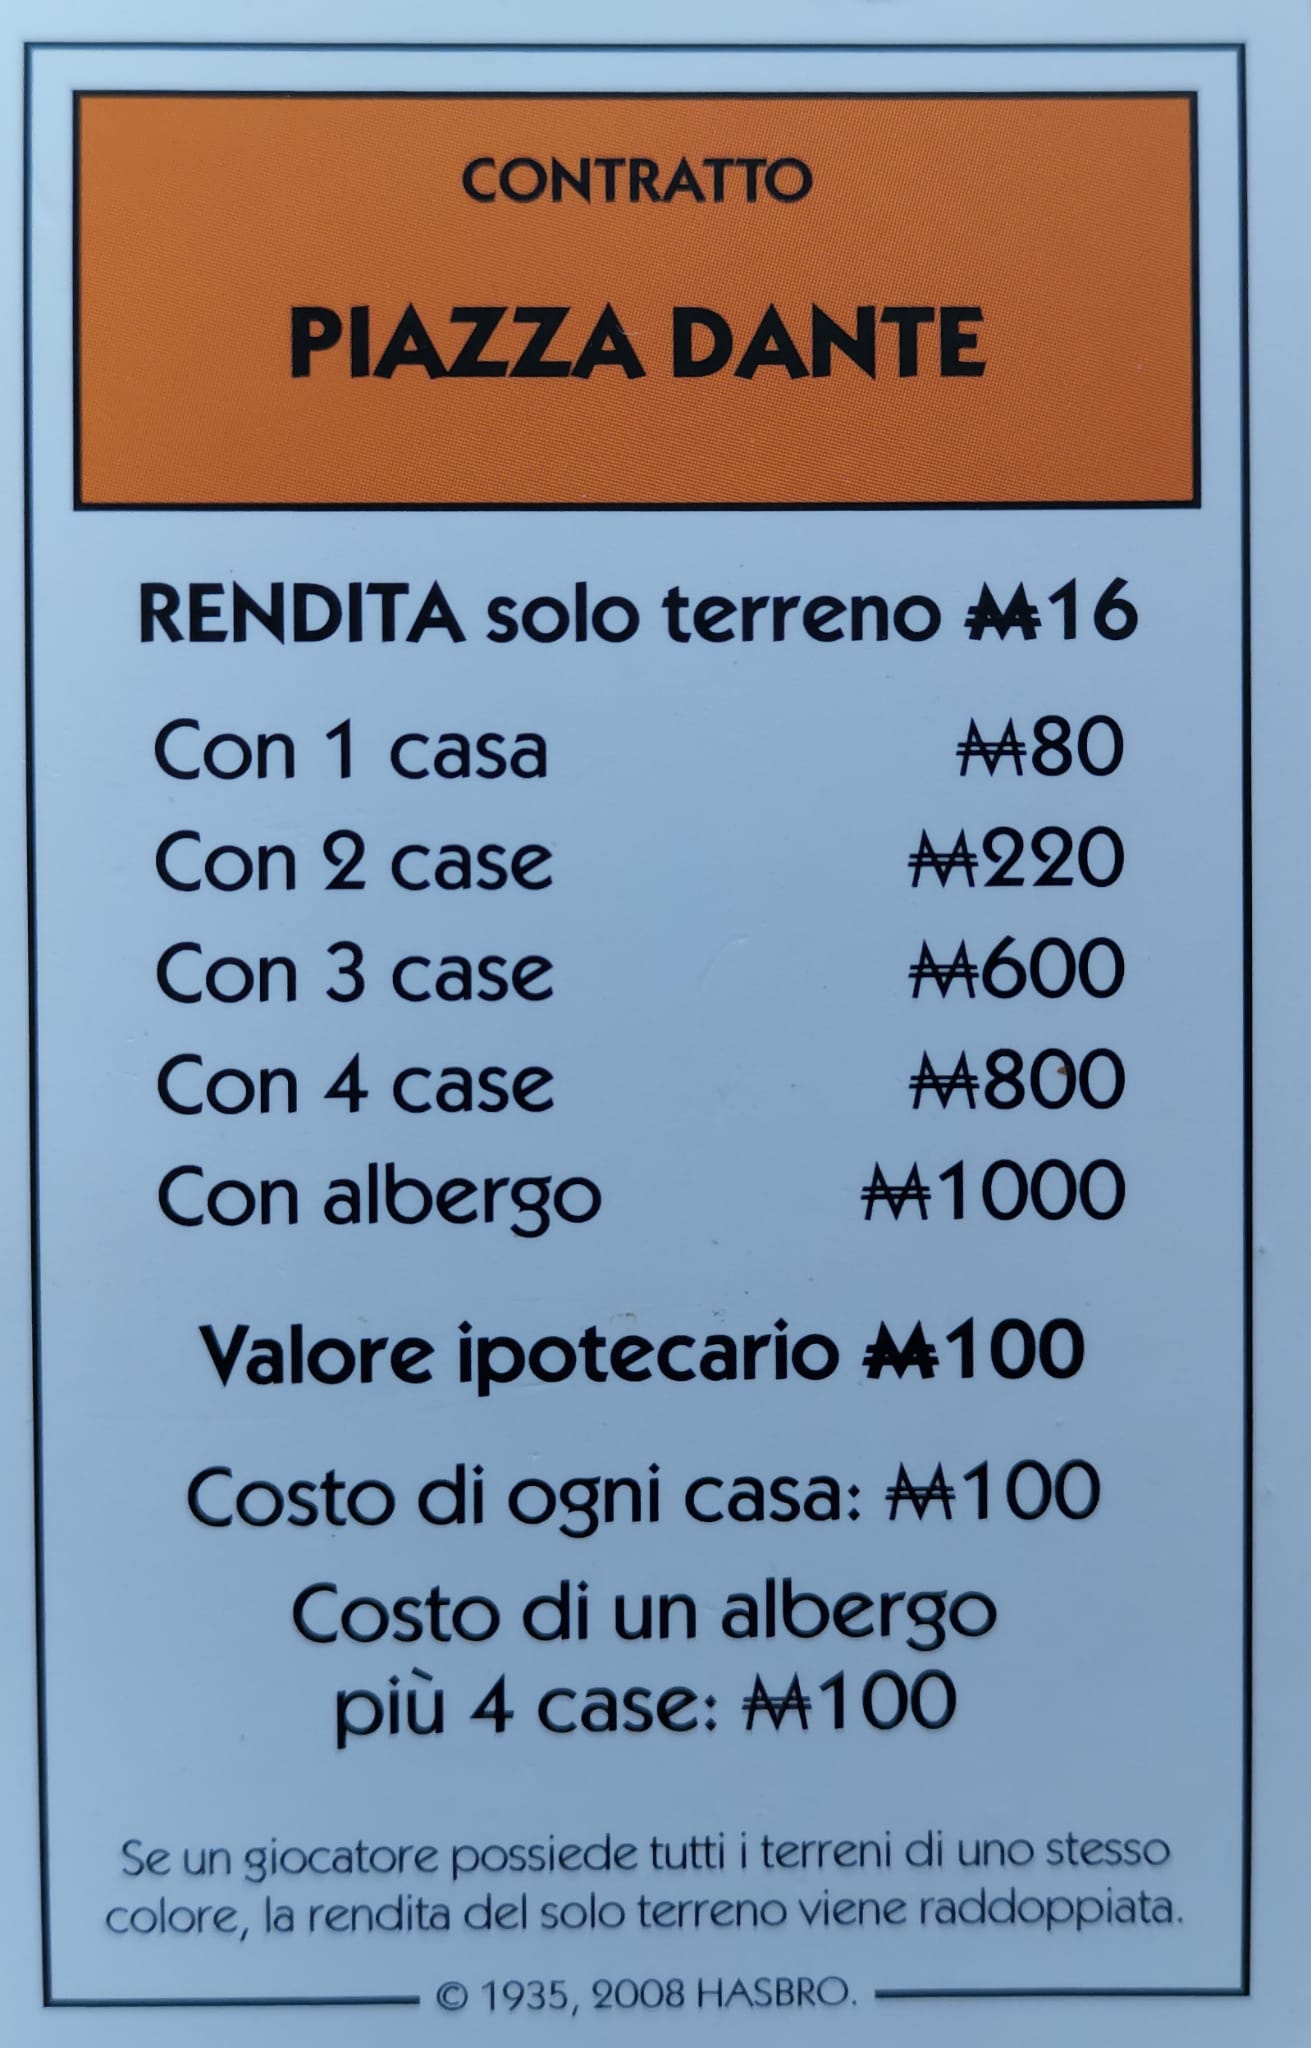 CONTRATTO
PIAZZA DANTE
RENDITA solo terreno ₩16
Con 1 casa ₩80
Con 2 case ₩220
Con 3 case ₩600
Con 4 case ₩800
Con albergo ₩1000
Valore ipotecario ₩100
Costo di ogni casa: ₩100
Costo di un albergo
più 4 case: ₩100
Se un giocatore possiede tutti i terreni di uno stesso
colore, la rendita del solo terreno viene raddoppiata.
© 1935, 2008 HASBRO.